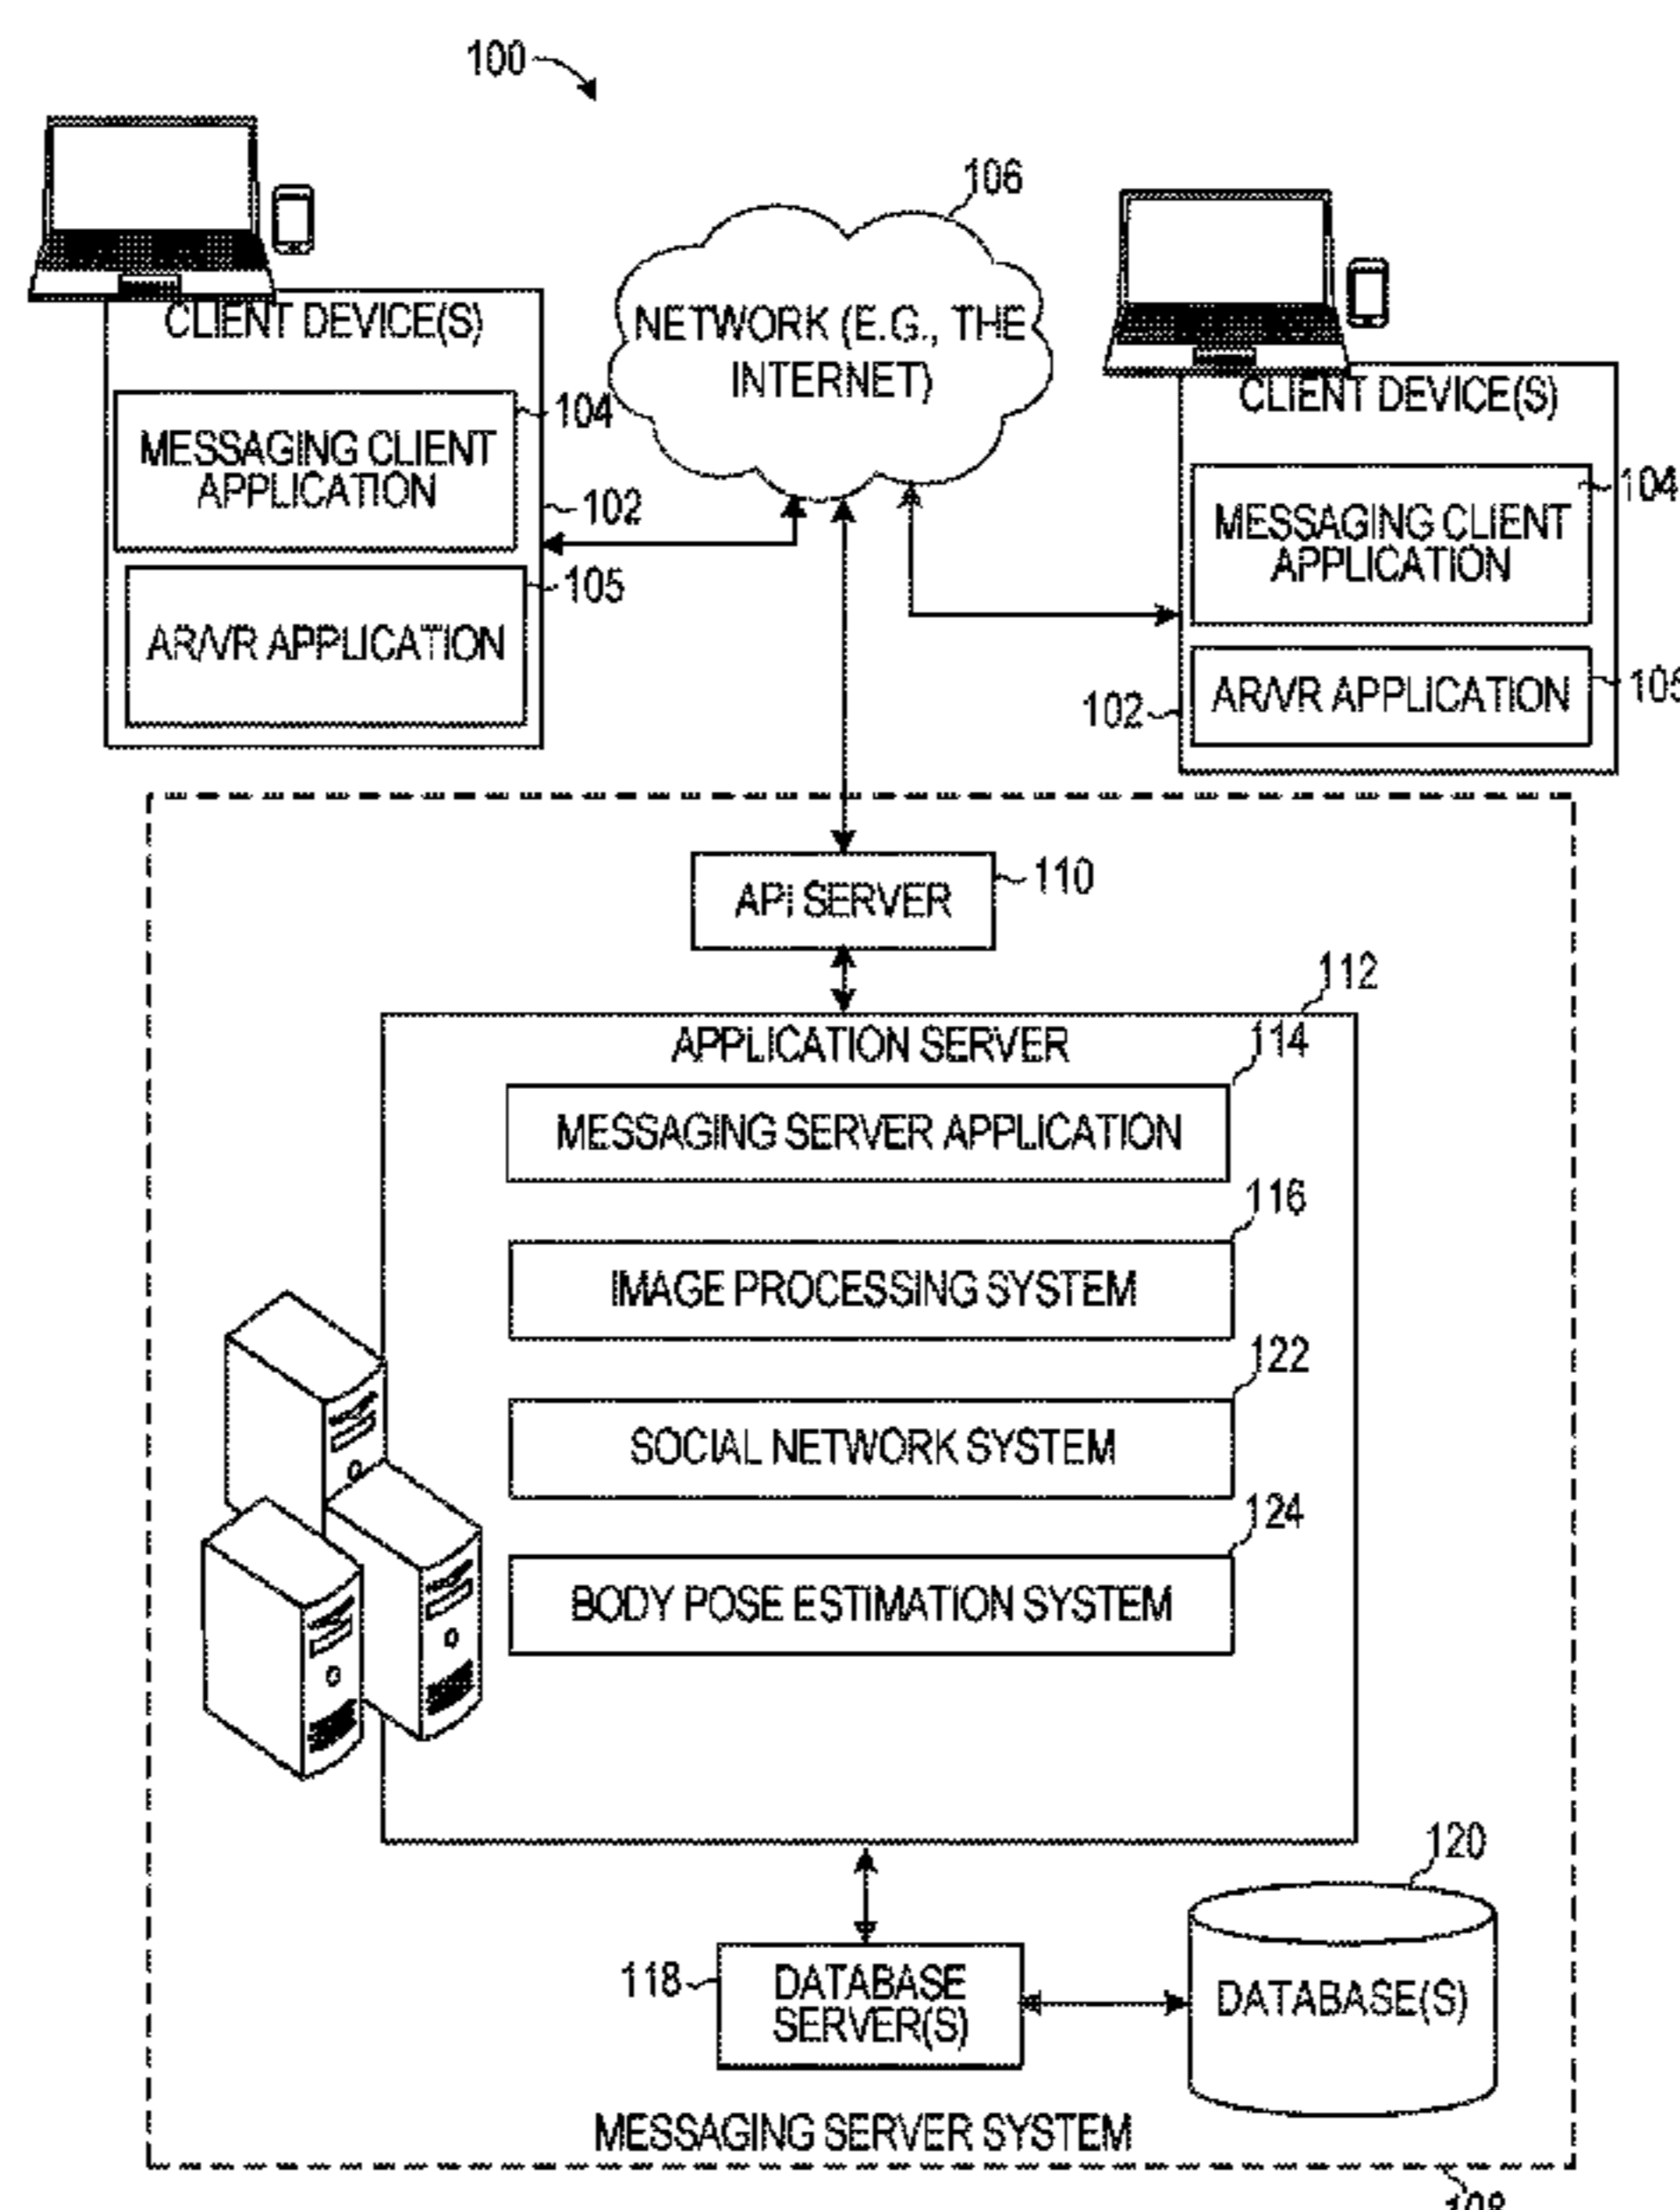 100
106
NETWORK (E.G., THE
INTERNET)
CLIENT DEVICE(S)
104
MESSAGING CLIENT
APPLICATION
102
105
AR/VR APPLICATION
CLIENT DEVICE(S)
104
MESSAGING CLIENT
APPLICATION
102
AR/VR APPLICATION
105
API SERVER
110
112
APPLICATION SERVER
114
MESSAGING SERVER APPLICATION
116
IMAGE PROCESSING SYSTEM
122
SOCIAL NETWORK SYSTEM
124
BODY POSE ESTIMATION SYSTEM
120
118
DATABASE
SERVER(S)
DATABASE(S)
MESSAGING SERVER SYSTEM
108